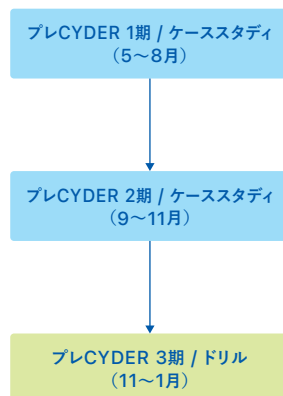 プレCYDER 1期 / ケーススタディ
（5～8月）
プレCYDER 2期 / ケーススタディ
（9～11月）
プレCYDER 3期 / ドリル
（11～1月）